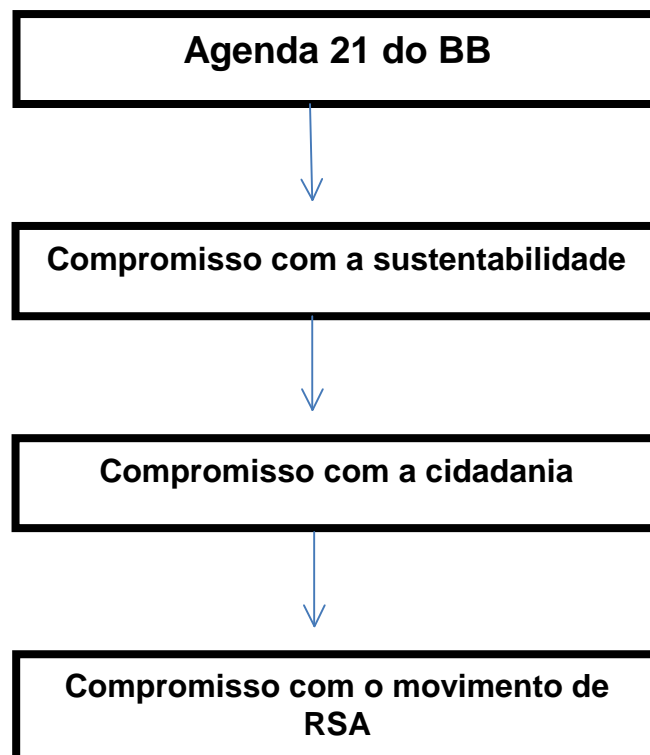 Agenda 21 do BB
Compromisso com a sustentabilidade
Compromisso com a cidadania
Compromisso com o movimento de
RSA